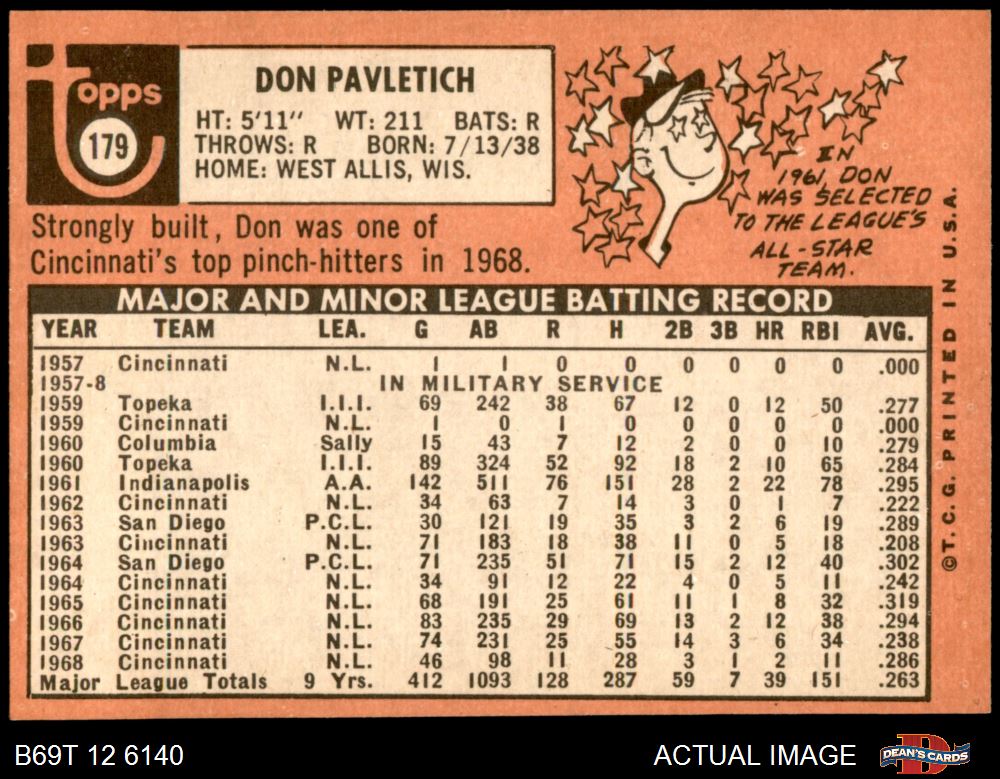 topps
179
DON PAVLETICH
HT: 5'11" WT: 211 BATS: R
THROWS: R BORN: 7/13/38
HOME: WEST ALLIS, WIS.
Strongly built, Don was one of
Cincinnati's top pinch-hitters in 1968.
IN
1961, DON
WAS SELECTED
TO THE LEAGUE'S
ALL-STAR
TEAM.
MAJOR AND MINOR LEAGUE BATTING RECORD
YEAR TEAM LEA. G AB R H 2B 3B HR RBI AVG.
1957 Cincinnati N.L. 1 1 0 0 0 0 0 0 .000
1957-8 IN MILITARY SERVICE
1959 Topeka I.I.I. 69 242 38 67 12 0 12 50 .277
1959 Cincinnati N.L. 1 0 1 0 0 0 0 0 .000
1960 Columbia Sally 15 43 7 12 2 0 0 10 .279
1960 Topeka I.I.I. 89 324 52 92 18 2 10 65 .284
1961 Indianapolis A.A. 142 511 76 151 28 2 22 78 .295
1962 Cincinnati N.L. 34 63 7 14 3 0 1 7 .222
1963 San Diego P.C.L. 30 121 19 35 3 2 6 19 .289
1963 Cincinnati N.L. 71 183 18 38 11 0 5 18 .208
1964 San Diego P.C.L. 71 235 51 71 15 2 12 40 .302
1964 Cincinnati N.L. 34 91 12 22 4 0 5 11 .242
1965 Cincinnati N.L. 68 191 25 61 11 1 8 32 .319
1966 Cincinnati N.L. 83 235 29 69 13 2 12 38 .294
1967 Cincinnati N.L. 74 231 25 55 14 3 6 34 .238
1968 Cincinnati N.L. 46 98 11 28 3 1 2 11 .286
Major League Totals 9 Yrs. 412 1093 128 287 59 7 39 151 .263
©T.C.G. PRINTED IN U.S.A.
B69T 12 6140
ACTUAL IMAGE
DEAN'S CARDS